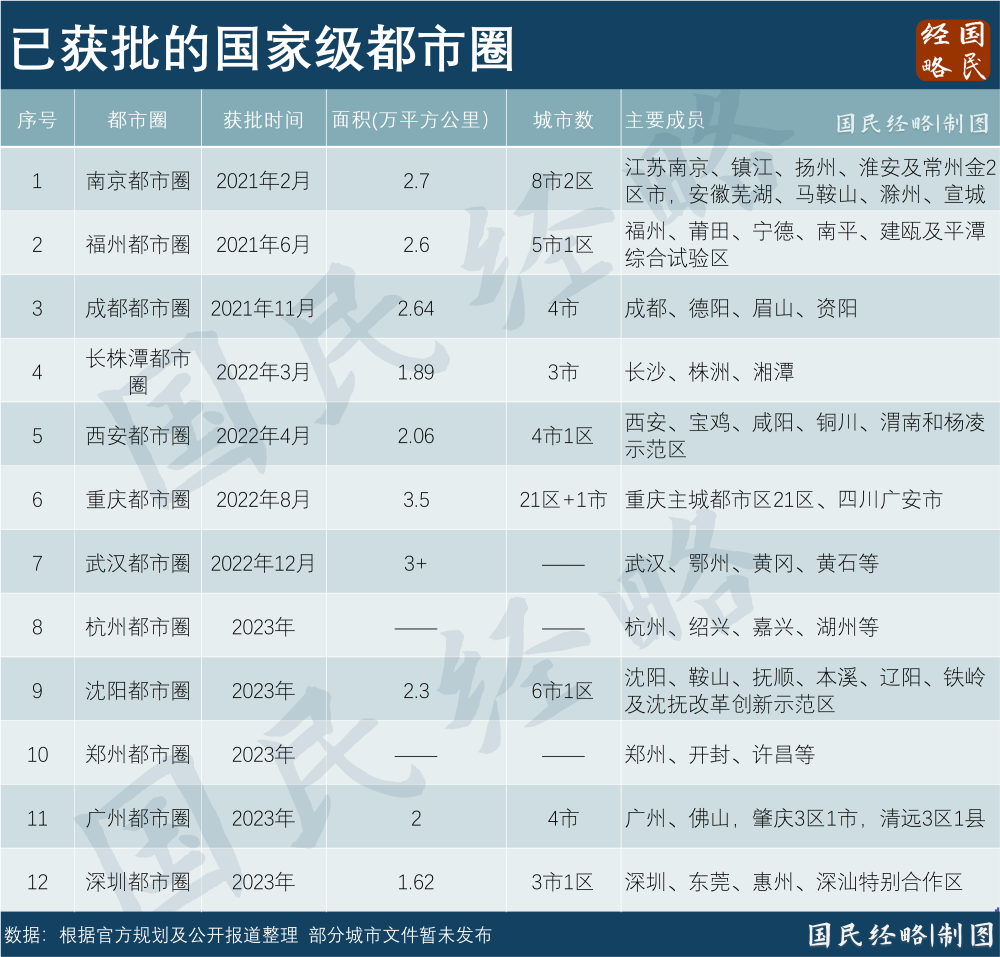 已获批的国家级都市圈
经国
略民
序号 都市圈 获批时间 面积(万平方公里) 城市数 主要成员
国民经略|制图
1 南京都市圈 2021年2月 2.7 8市2区 江苏南京、镇江、扬州、淮安及常州金2
区市，安徽芜湖、马鞍山、滁州、宣城
2 福州都市圈 2021年6月 2.6 5市1区 福州、莆田、宁德、南平、建瓯及平潭
综合试验区
3 成都都市圈 2021年11月 2.64 4市 成都、德阳、眉山、资阳
4 长株潭都市
圈 2022年3月 1.89 3市 长沙、株洲、湘潭
5 西安都市圈 2022年4月 2.06 4市1区 西安、宝鸡、咸阳、铜川、渭南和杨凌
示范区
6 重庆都市圈 2022年8月 3.5 21区+1市 重庆主城都市区21区、四川广安市
7 武汉都市圈 2022年12月 3+ —— 武汉、鄂州、黄冈、黄石等
8 杭州都市圈 2023年 —— —— 杭州、绍兴、嘉兴、湖州等
9 沈阳都市圈 2023年 2.3 6市1区 沈阳、鞍山、抚顺、本溪、辽阳、铁岭
及沈抚改革创新示范区
10 郑州都市圈 2023年 —— —— 郑州、开封、许昌等
11 广州都市圈 2023年 2 4市 广州、佛山，肇庆3区1市，清远3区1县
12 深圳都市圈 2023年 1.62 3市1区 深圳、东莞、惠州、深汕特别合作区
国民经略
国民经略
数据：根据官方规划及公开报道整理 部分城市文件暂未发布
国民经略|制图